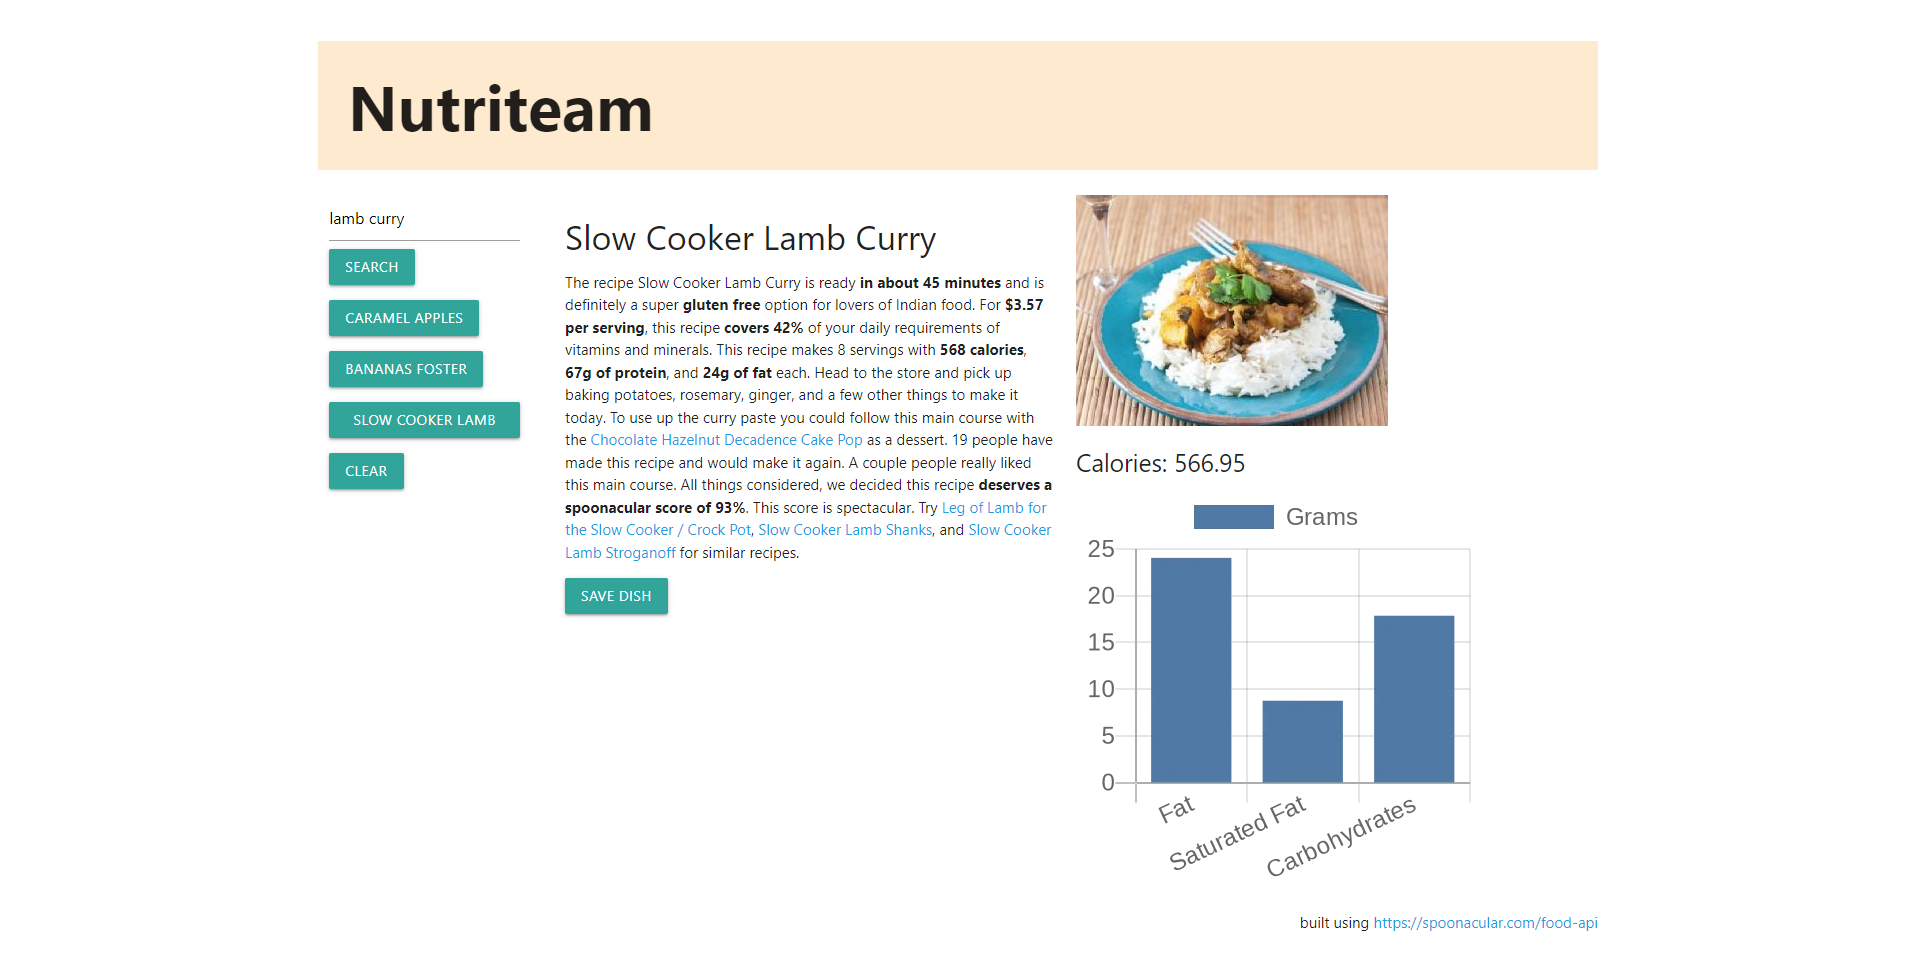 Nutriteam
lamb curry
SEARCH
CARAMEL APPLES
BANANAS FOSTER
SLOW COOKER LAMB
CLEAR
Slow Cooker Lamb Curry
The recipe Slow Cooker Lamb Curry is ready in about 45 minutes and is
definitely a super gluten free option for lovers of Indian food. For $3.57
per serving, this recipe covers 42% of your daily requirements of
vitamins and minerals. This recipe makes 8 servings with 568 calories,
67g of protein, and 24g of fat each. Head to the store and pick up
baking potatoes, rosemary, ginger, and a few other things to make it
today. To use up the curry paste you could follow this main course with
the Chocolate Hazelnut Decadence Cake Pop as a dessert. 19 people have
made this recipe and would make it again. A couple people really liked
this main course. All things considered, we decided this recipe deserves a
spoonacular score of 93%. This score is spectacular. Try Leg of Lamb for
the Slow Cooker / Crock Pot, Slow Cooker Lamb Shanks, and Slow Cooker
Lamb Stroganoff for similar recipes.
SAVE DISH
Calories: 566.95
Grams
25
20
15
10
5
0
Fat
Saturated Fat
Carbohydrates
built using https://spoonacular.com/food-api